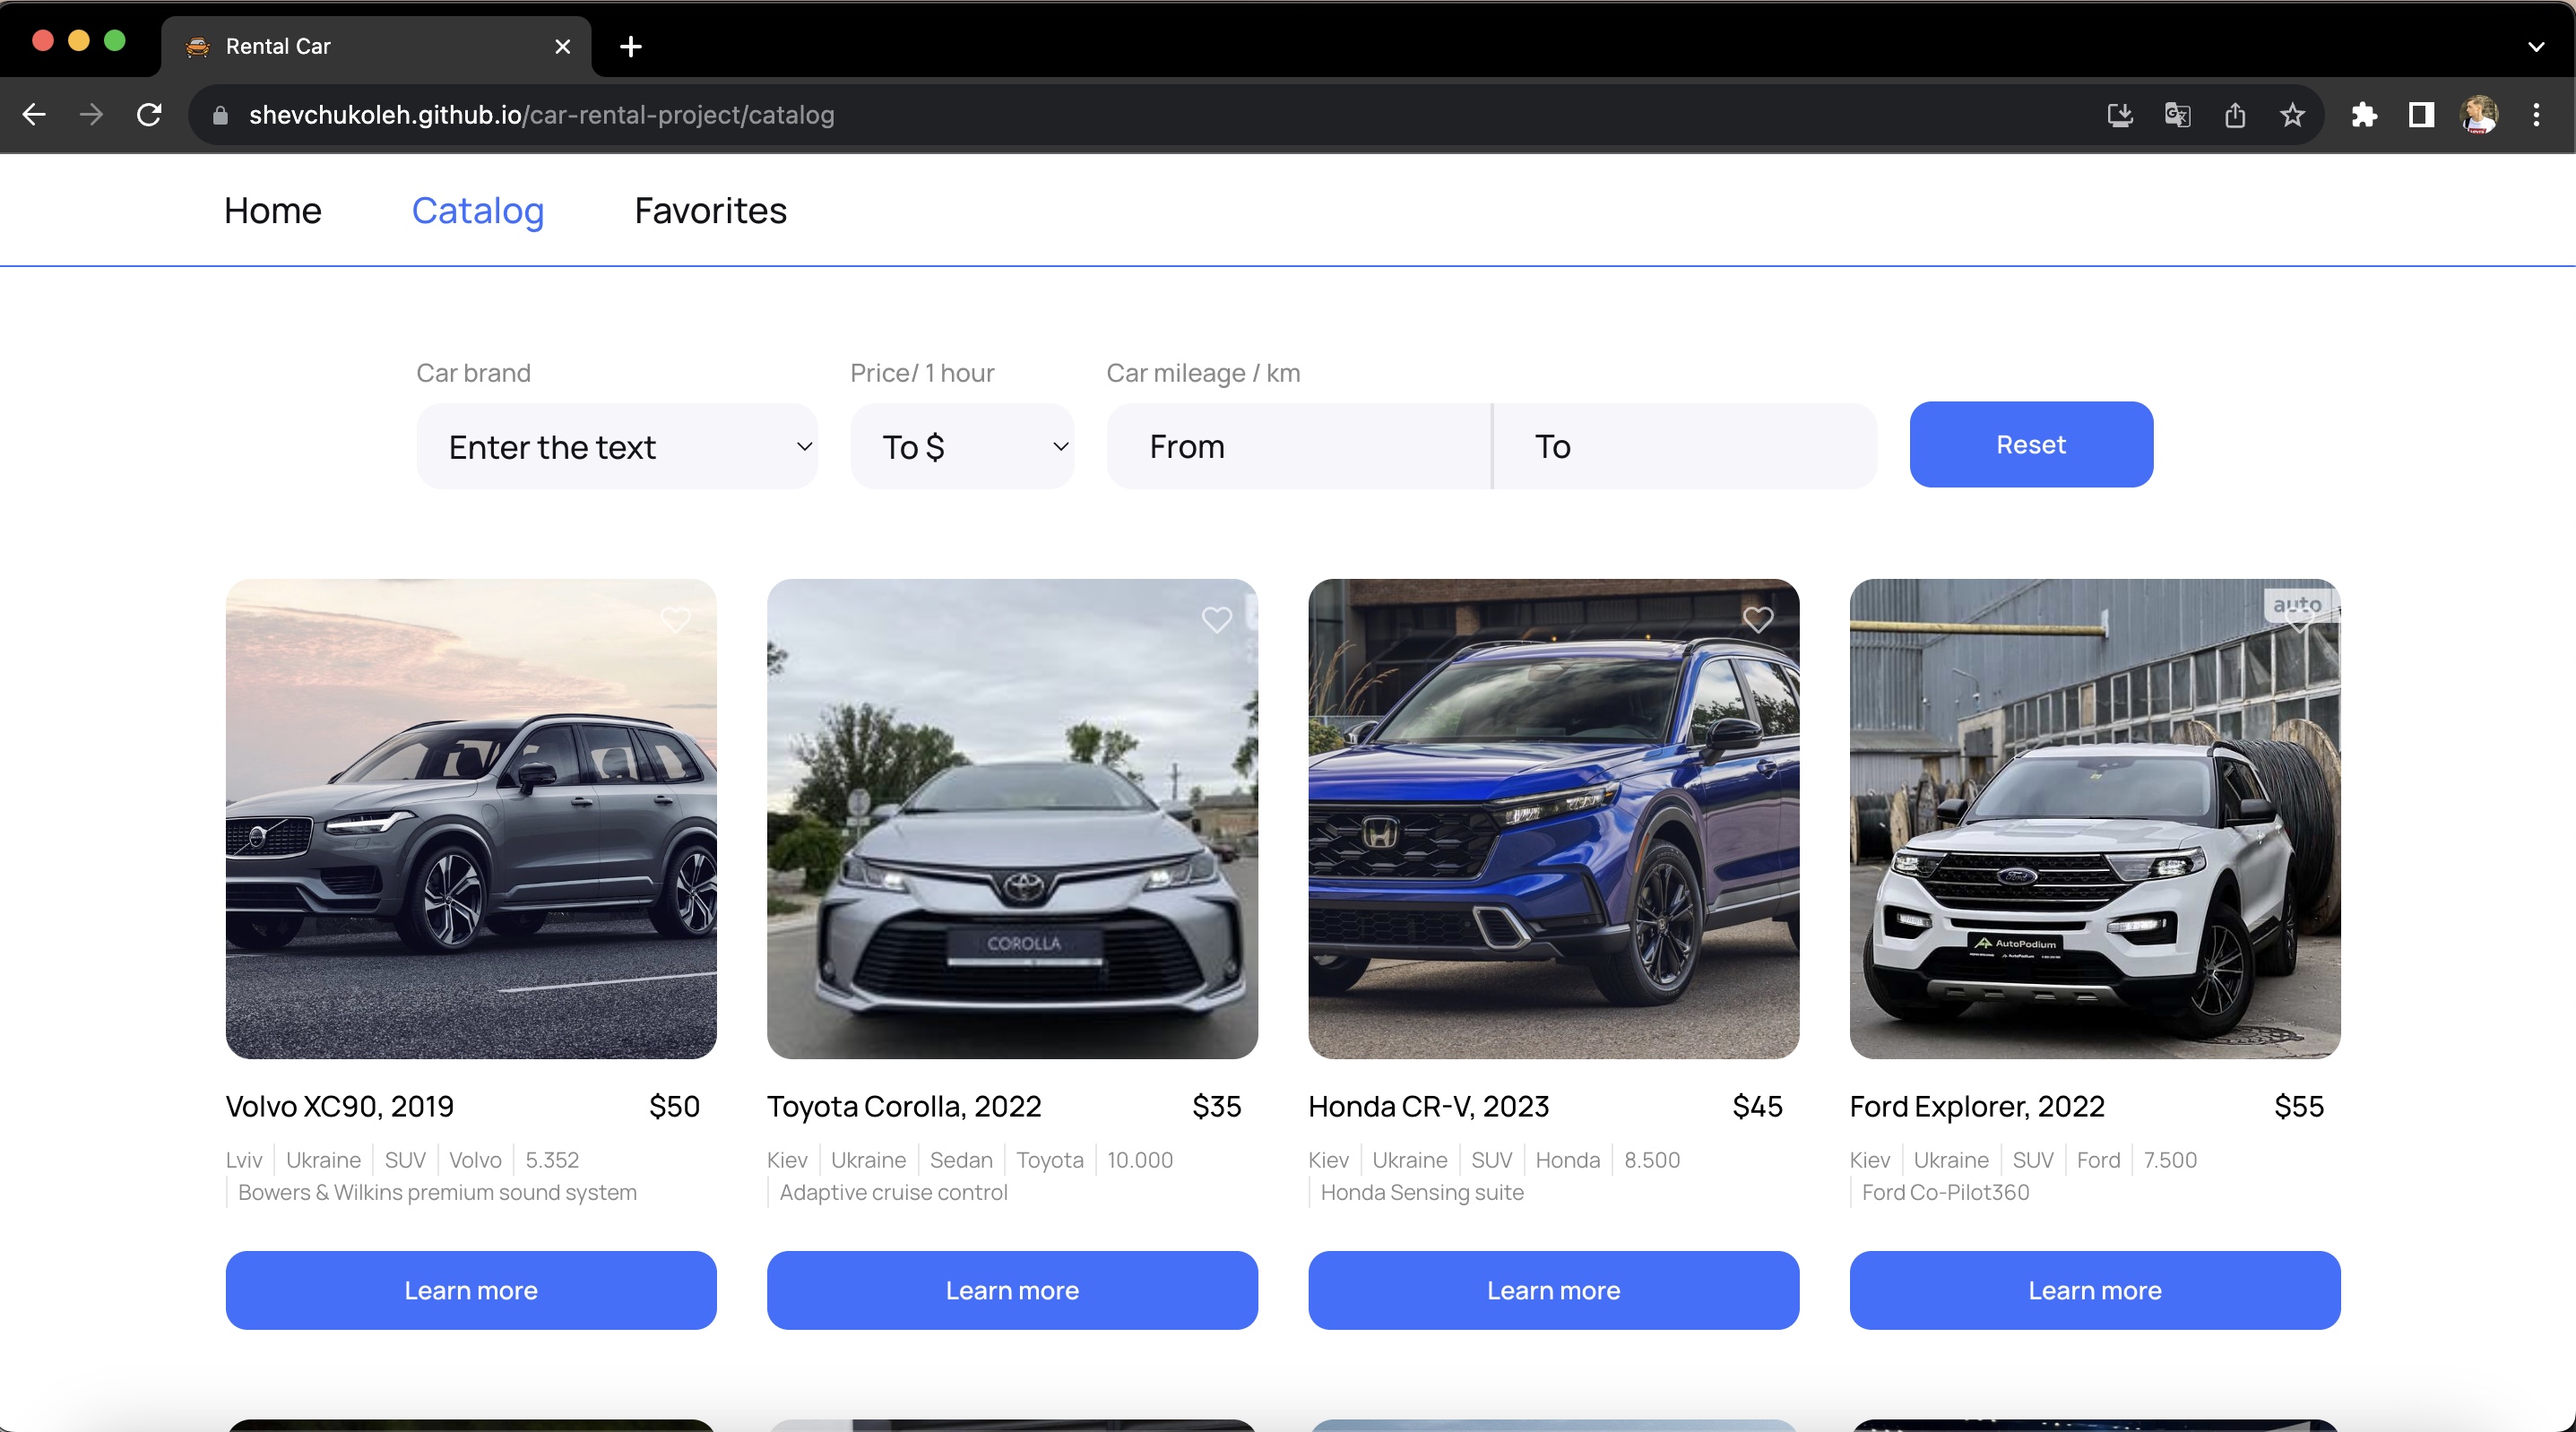 Rental Car
shevchukoleh.github.io/car-rental-project/catalog
Home Catalog Favorites
Car brand Price/ 1 hour Car mileage / km
Enter the text To $ From To Reset
auto
COROLLA
AutoPodium
Volvo XC90, 2019 $50 Toyota Corolla, 2022 $35 Honda CR-V, 2023 $45 Ford Explorer, 2022 $55
Lviv Ukraine SUV Volvo 5.352 Kiev Ukraine Sedan Toyota 10.000 Kiev Ukraine SUV Honda 8.500 Kiev Ukraine SUV Ford 7.500
Bowers & Wilkins premium sound system Adaptive cruise control Honda Sensing suite Ford Co-Pilot360
Learn more Learn more Learn more Learn more